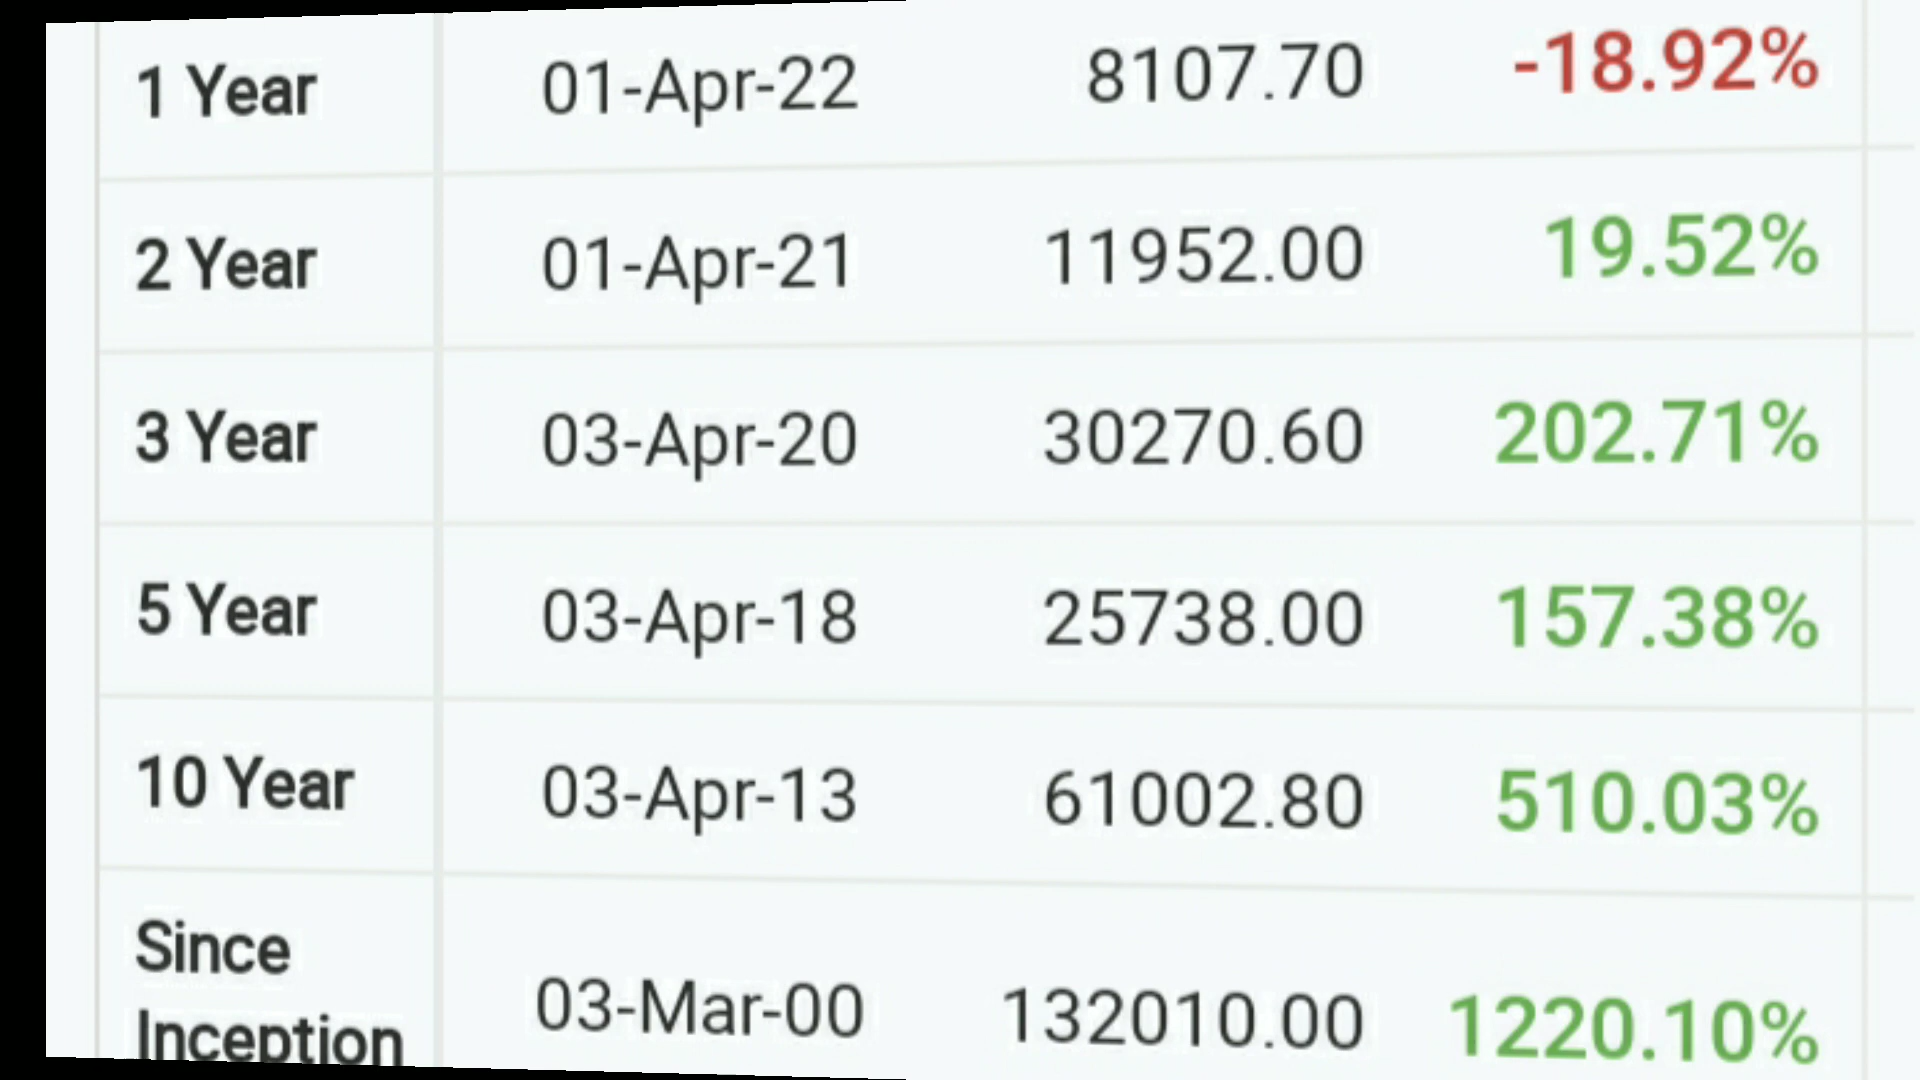 1 Year 01-Apr-22 8107.70 -18.92%
2 Year 01-Apr-21 11952.00 19.52%
3 Year 03-Apr-20 30270.60 202.71%
5 Year 03-Apr-18 25738.00 157.38%
10 Year 03-Apr-13 61002.80 510.03%
Since
Inception 03-Mar-00 132010.00 1220.10%